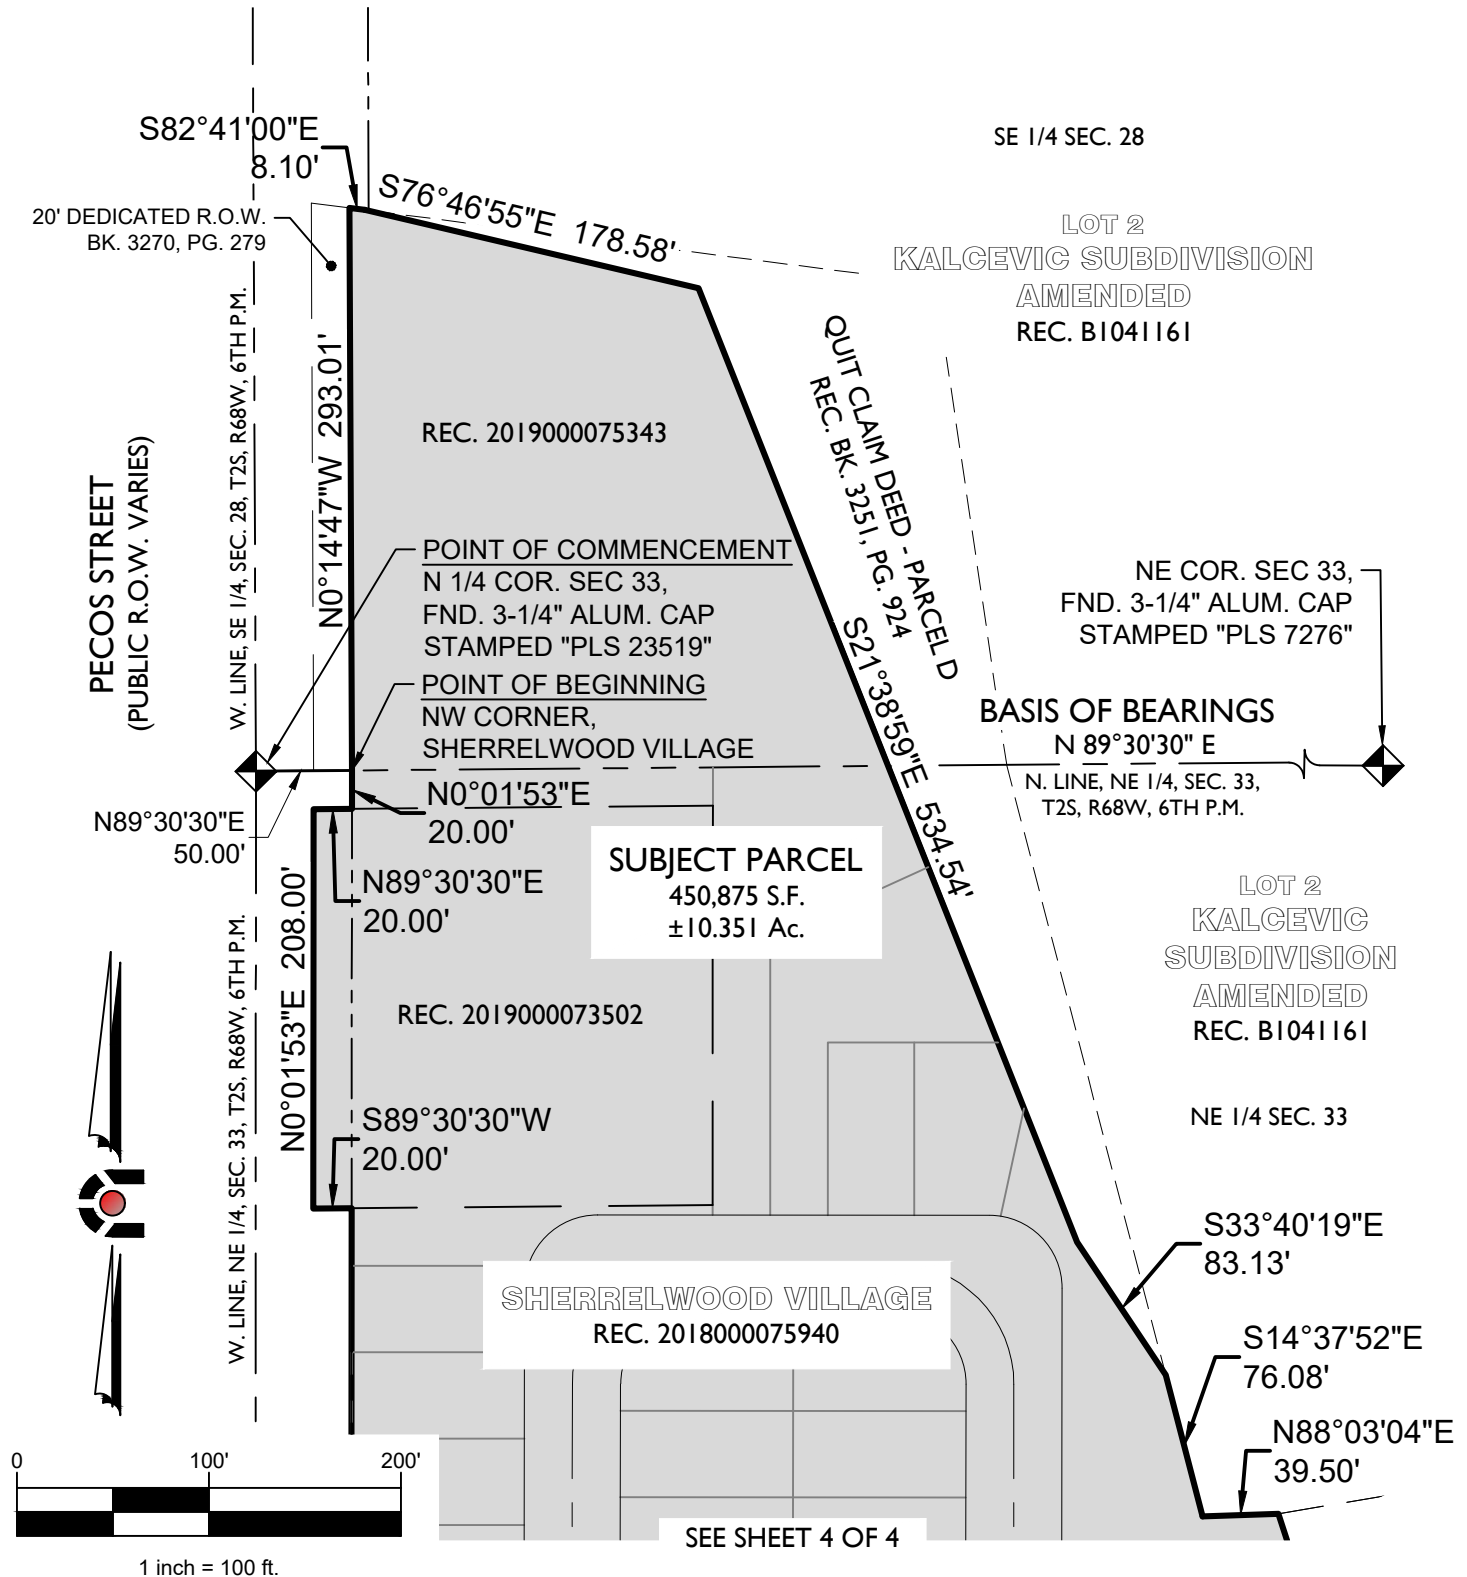 S82°41'00"E
8.10'
SE 1/4 SEC. 28
S76°46'55"E 178.58'
20' DEDICATED R.O.W.
BK. 3270, PG. 279
LOT 2
KALCEVIC SUBDIVISION
AMENDED
REC. B1041161
W. LINE, SE 1/4, SEC. 28, T2S, R68W, 6TH P.M.
N0°14'47"W 293.01'
QUIT CLAIM DEED - PARCEL D
REC. BK. 3251, PG. 924
REC. 2019000075343
PECOS STREET
(PUBLIC R.O.W. VARIES)
POINT OF COMMENCEMENT
N 1/4 COR. SEC 33,
FND. 3-1/4" ALUM. CAP
STAMPED "PLS 23519"
NE COR. SEC 33,
FND. 3-1/4" ALUM. CAP
STAMPED "PLS 7276"
POINT OF BEGINNING
NW CORNER,
SHERRELWOOD VILLAGE
S21°38'59"E 534.54'
BASIS OF BEARINGS
N 89°30'30" E
N. LINE, NE 1/4, SEC. 33,
T2S, R68W, 6TH P.M.
N89°30'30"E
50.00'
N0°01'53"E
20.00'
SUBJECT PARCEL
450,875 S.F.
±10.351 Ac.
N89°30'30"E
20.00'
LOT 2
KALCEVIC
SUBDIVISION
AMENDED
REC. B1041161
W. LINE, NE 1/4, SEC. 33, T2S, R68W, 6TH P.M.
N0°01'53"E 208.00'
REC. 2019000073502
S89°30'30"W
20.00'
NE 1/4 SEC. 33
S33°40'19"E
83.13'
SHERRELWOOD VILLAGE
REC. 2018000075940
S14°37'52"E
76.08'
N88°03'04"E
39.50'
0 100' 200'
1 inch = 100 ft.
SEE SHEET 4 OF 4